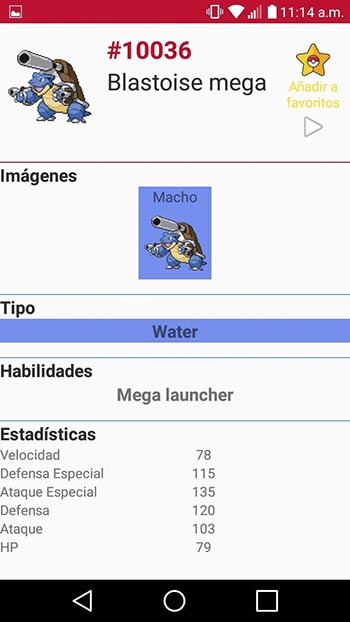 11:14 a.m.
#10036
Blastoise mega
Añadir a
favoritos
Imágenes
Macho
Tipo
Water
Habilidades
Mega launcher
Estadísticas
Velocidad 78
Defensa Especial 115
Ataque Especial 135
Defensa 120
Ataque 103
HP 79